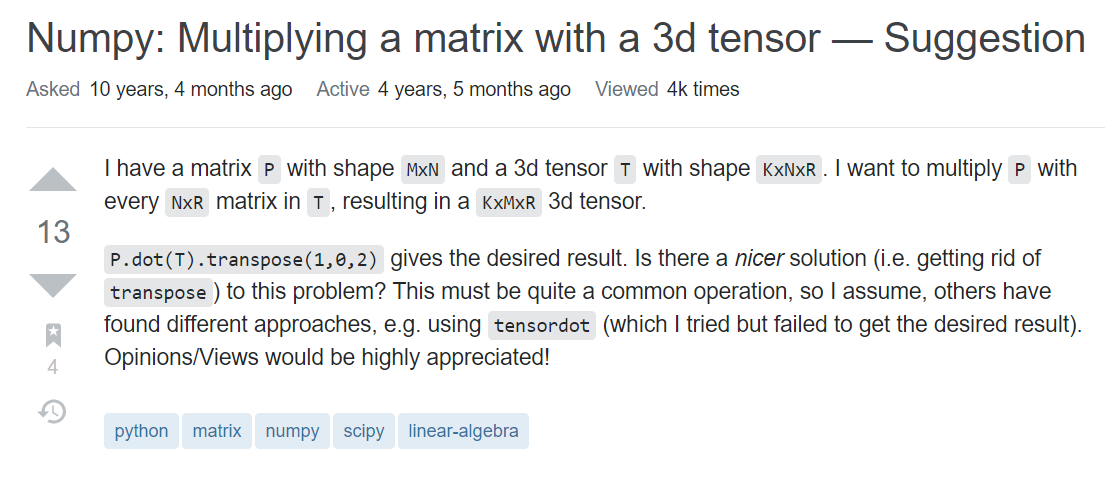 Numpy: Multiplying a matrix with a 3d tensor — Suggestion
Asked 10 years, 4 months ago Active 4 years, 5 months ago Viewed 4k times
I have a matrix P with shape MxN and a 3d tensor T with shape KxNxR. I want to multiply P with
every NxR matrix in T, resulting in a KxMxR 3d tensor.
13
P.dot(T).transpose(1,0,2) gives the desired result. Is there a nicer solution (i.e. getting rid of
transpose) to this problem? This must be quite a common operation, so I assume, others have
found different approaches, e.g. using tensordot (which I tried but failed to get the desired result).
Opinions/Views would be highly appreciated!
4
python matrix numpy scipy linear-algebra